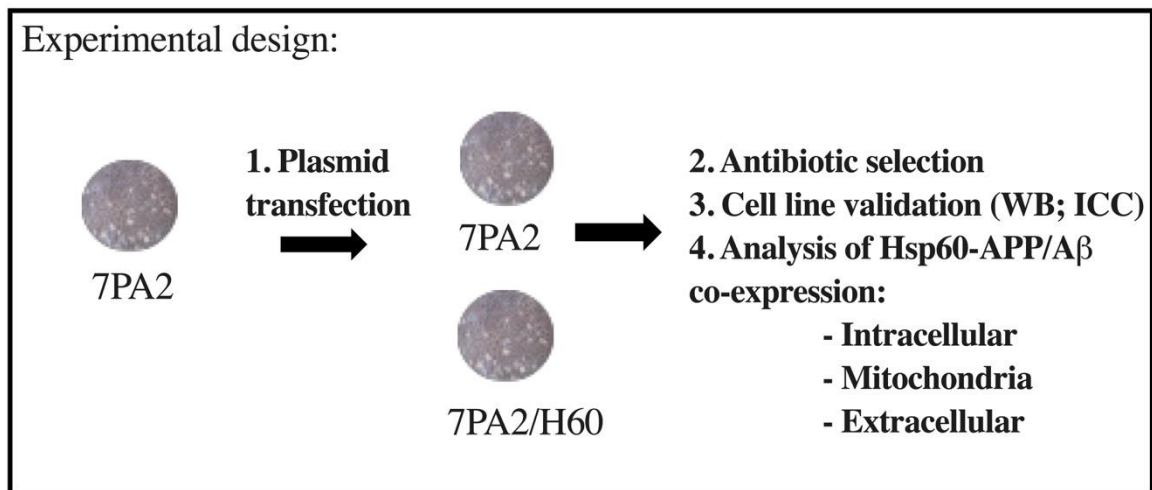 Experimental design:
7PA2
1. Plasmid
transfection
7PA2
7PA2/H60
2. Antibiotic selection
3. Cell line validation (WB; ICC)
4. Analysis of Hsp60-APP/Aβ
co-expression:
- Intracellular
- Mitochondria
- Extracellular